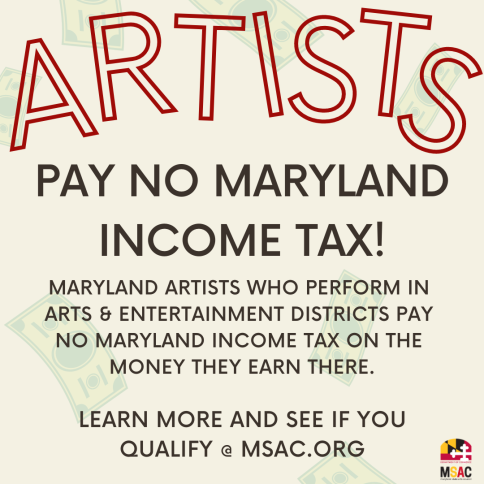 ARTISTS
PAY NO MARYLAND
INCOME TAX!
MARYLAND ARTISTS WHO PERFORM IN
ARTS & ENTERTAINMENT DISTRICTS PAY
NO MARYLAND INCOME TAX ON THE
MONEY THEY EARN THERE.
LEARN MORE AND SEE IF YOU
QUALIFY @ MSAC.ORG
MSAC